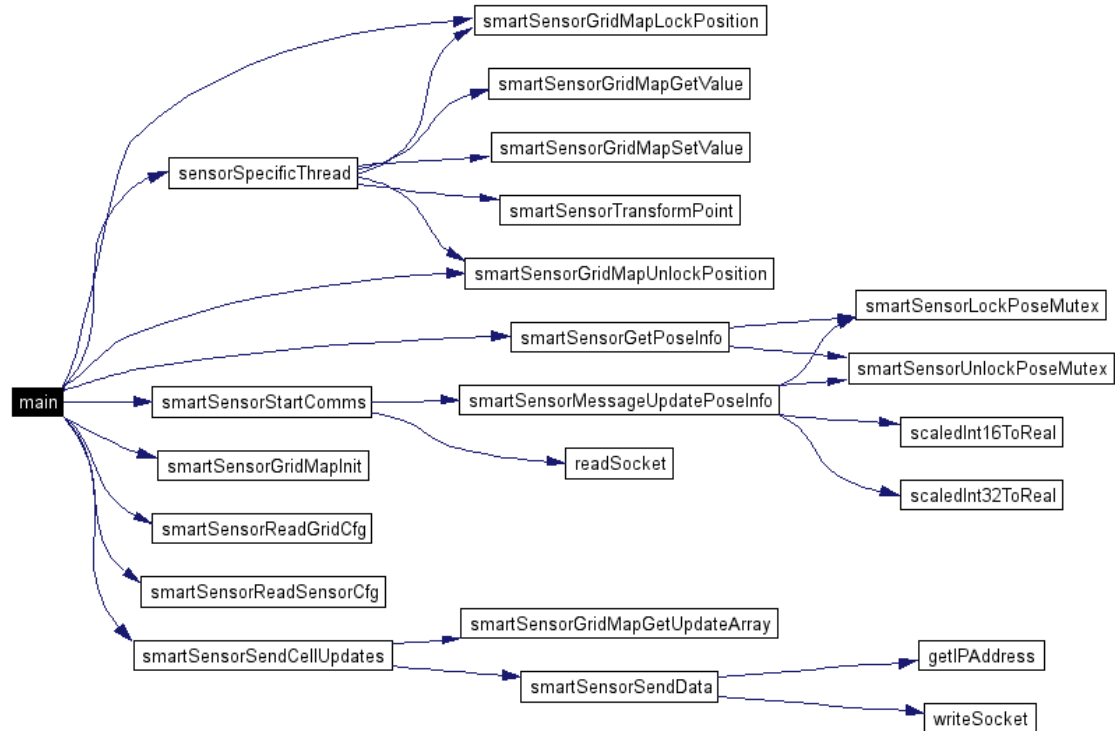 smartSensorGridMapLockPosition
smartSensorGridMapGetValue
smartSensorGridMapSetValue
sensorSpecificThread
smartSensorTransformPoint
smartSensorGridMapUnlockPosition
smartSensorLockPoseMutex
smartSensorGetPoseInfo
smartSensorUnlockPoseMutex
main
smartSensorStartComms
smartSensorMessageUpdatePoseInfo
scaledInt16ToReal
smartSensorGridMapInit
readSocket
scaledInt32ToReal
smartSensorReadGridCfg
smartSensorReadSensorCfg
smartSensorGridMapGetUpdateArray
smartSensorSendCellUpdates
getIPAddress
smartSensorSendData
writeSocket